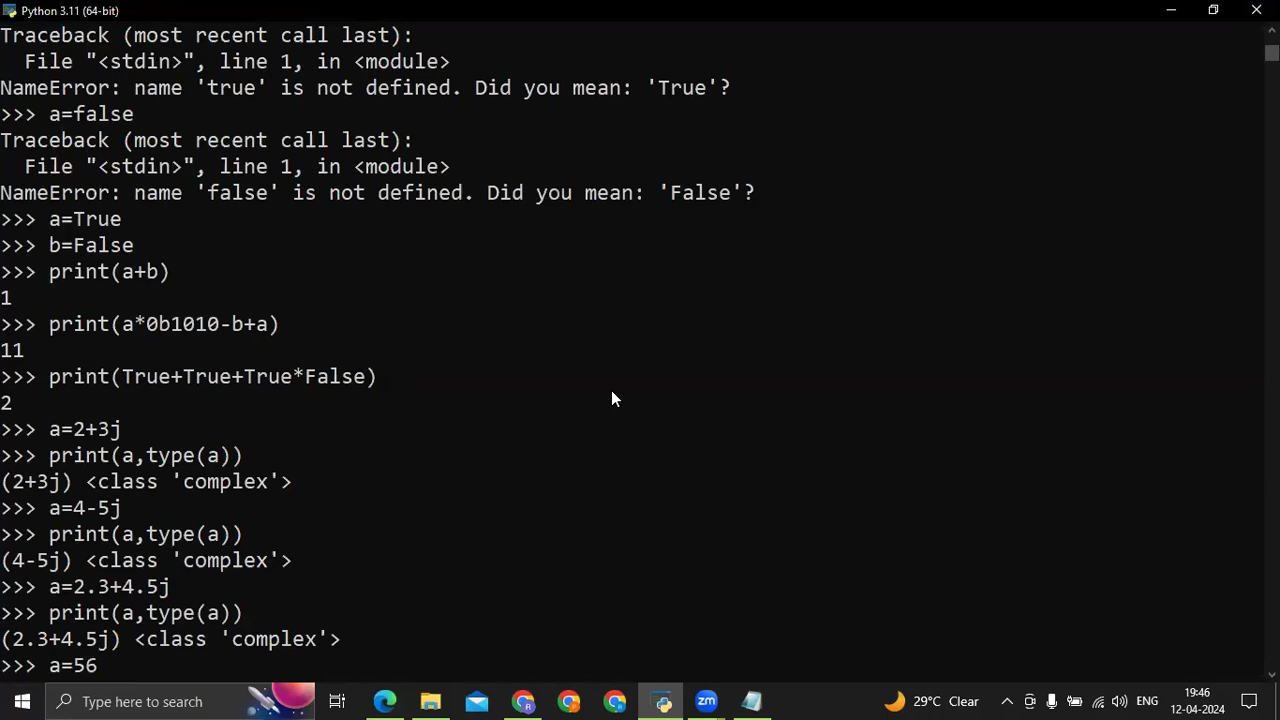 Python 3.11 (64-bit)
Traceback (most recent call last):
  File "<stdin>", line 1, in <module>
NameError: name 'true' is not defined. Did you mean: 'True'?
>>> a=false
Traceback (most recent call last):
  File "<stdin>", line 1, in <module>
NameError: name 'false' is not defined. Did you mean: 'False'?
>>> a=True
>>> b=False
>>> print(a+b)
1
>>> print(a*0b1010-b+a)
11
>>> print(True+True+True*False)
2
>>> a=2+3j
>>> print(a,type(a))
(2+3j) <class 'complex'>
>>> a=4-5j
>>> print(a,type(a))
(4-5j) <class 'complex'>
>>> a=2.3+4.5j
>>> print(a,type(a))
(2.3+4.5j) <class 'complex'>
>>> a=56
Type here to search
zm
29°C Clear
ENG
19:46
12-04-2024